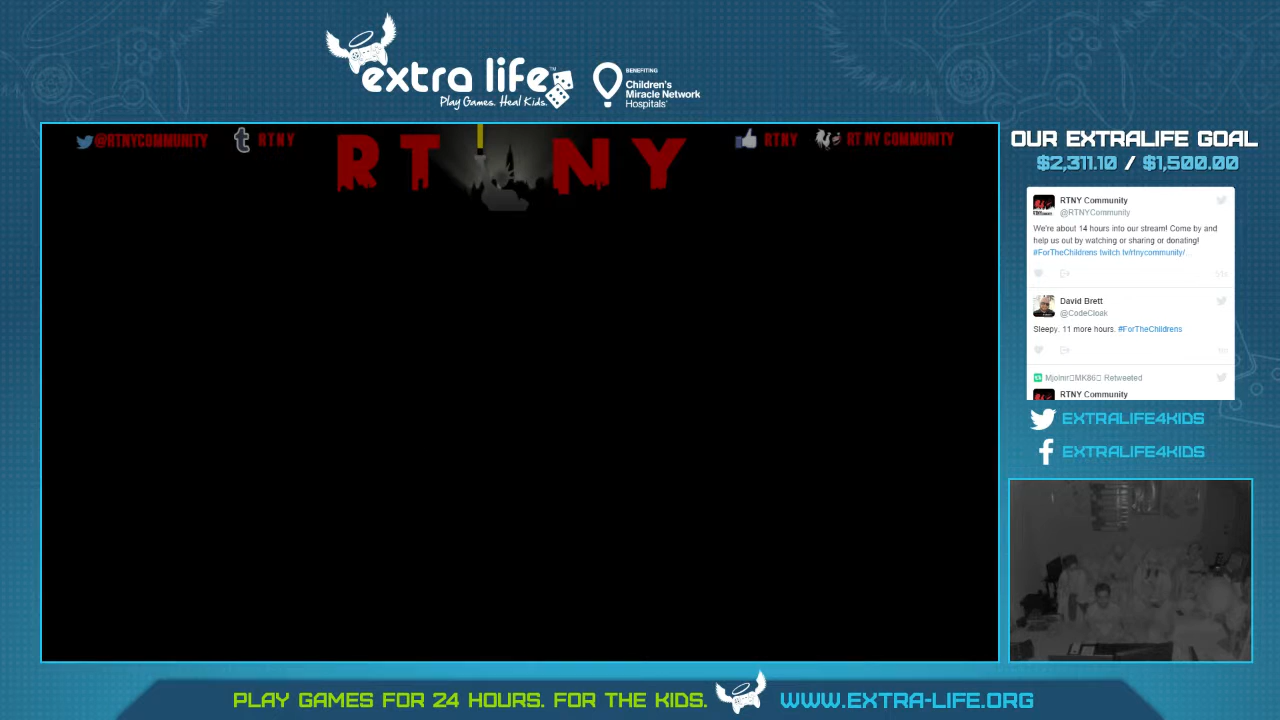 extra life™
Play Games. Heal Kids.
BENEFITING
Children's
Miracle Network
Hospitals
@RTNYCOMMUNITY
RTNY
RT NY
RTNY
RT NY COMMUNITY
OUR EXTRALIFE GOAL
$2,311.10 / $1,500.00
RTNY Community
@RTNYCommunity
We're about 14 hours into our stream! Come by and
help us out by watching or sharing or donating!
#ForTheChildrens twitch.tv/rtnycommunity/...
David Brett
@CodeCloak
Sleepy. 11 more hours. #ForTheChildrens
Retweeted
RTNY Community
EXTRALIFE4KIDS
EXTRALIFE4KIDS
PLAY GAMES FOR 24 HOURS. FOR THE KIDS.
WWW.EXTRA-LIFE.ORG